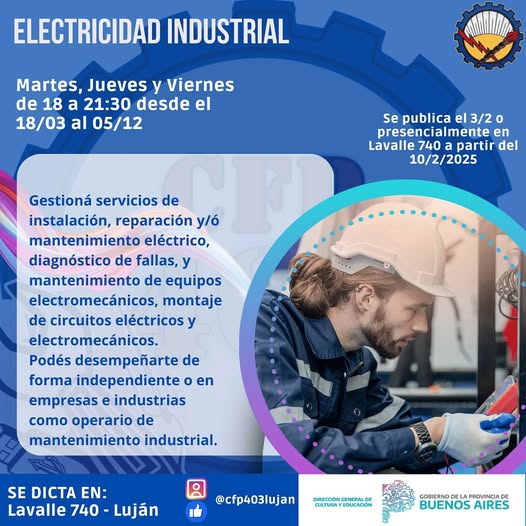 ELECTRICIDAD INDUSTRIAL
Martes, Jueves y Viernes
de 18 a 21:30 desde el
18/03 al 05/12
Se publica el 3/2 o
presencialmente en
Lavalle 740 a partir del
10/2/2025
CFP
Gestioná servicios de
instalación, reparación y/ó
mantenimiento eléctrico,
diagnóstico de fallas, y
mantenimiento de equipos
electromecánicos, montaje
de circuitos eléctricos y
electromecánicos.
Podés desempeñarte de
forma independiente o en
empresas e industrias
como operario de
mantenimiento industrial.
SE DICTA EN:
Lavalle 740 - Luján
@cfp403lujan
DIRECCIÓN GENERAL DE
CULTURA Y EDUCACIÓN
GOBIERNO DE LA PROVINCIA DE
BUENOS AIRES